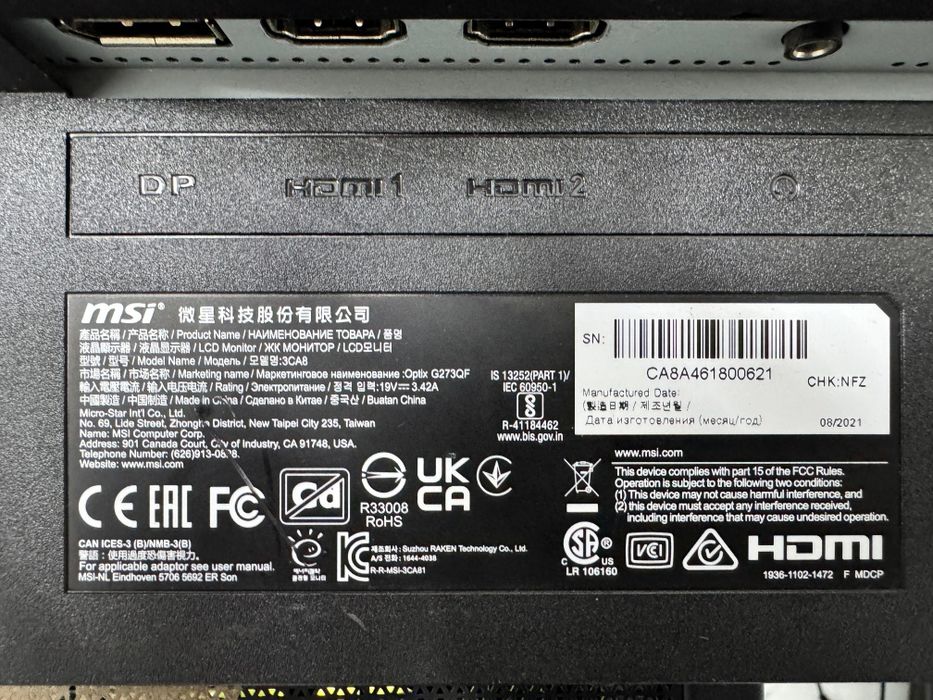 DP HDMI 1 HDMI 2
msi® 微星科技股份有限公司
產品名稱 / 产品名称 / Product Name / НАИМЕНОВАНИЕ ТОВАРА / 품명
液晶顯示器 / 液晶显示器 / LCD Monitor / ЖК МОНИТОР / LCD모니터
型號 / 型号 / Model Name / Модель / 모델명:3CA8
市場名稱 / 市场名称 / Marketing name / Маркетинговое наименование :Optix G273QF
輸入電壓電流 / 输入电压电流 / Rating / Электропитание / 정격 입력:19V⎓ 3.42A
中國製造 / 中国制造 / Made in China / Сделано в Китае / 중국산 / Buatan China
Micro-Star Int'l Co., Ltd.
No. 69, Lide Street, Zhonghe District, New Taipei City 235, Taiwan
Name: MSI Computer Corp.
Address: 901 Canada Court, City of Industry, CA 91748, USA.
Telephone Number: (626)913-
Website: www.msi.com
IS 13252(PART 1)/
IEC 60950-1
R-41184462
www.bis.gov.in
SN:
CA8A461800621
CHK:NFZ
Manufactured Date:
(製造日期 / 제조년월 /
Дата изготовления (месяц/год)
08/2021
CE EAC FC Cd
R33008
RoHS
UK
CA
www.msi.com
This device complies with part 15 of the FCC Rules.
Operation is subject to the following two conditions:
(1) This device may not cause harmful interference, and
(2) this device must accept any interference received,
including interference that may cause undesired operation.
CAN ICES-3 (B)/NMB-3(B)
警語 : 使用過度恐傷害視力。
For applicable adaptor see user manual.
MSI-NL Eindhoven 5706 5692 ER Son
제조회사 : Suzhou RAKEN Technology Co., Ltd.
A/S 전화 : 1644-4038
R-R-MSI-3CA81
SA® C US
LR 106160
VCI
HDMI
1936-1102-1472 F MDCP